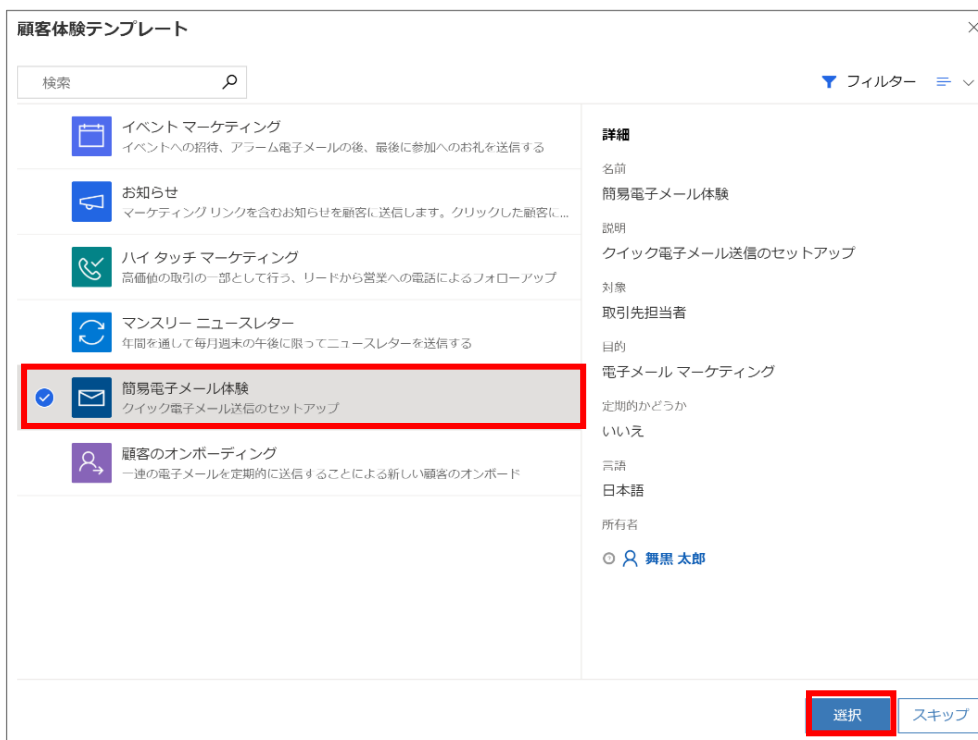 顧客体験テンプレート
検索
フィルター
イベント マーケティング
イベントへの招待、アラーム電子メールの後、最後に参加へのお礼を送信する
お知らせ
マーケティング リンクを含むお知らせを顧客に送信します。クリックした顧客に...
ハイ タッチ マーケティング
高価値の取引の一部として行う、リードから営業への電話によるフォローアップ
マンスリー ニュースレター
年間を通して毎月週末の午後に限ってニュースレターを送信する
簡易電子メール体験
クイック電子メール送信のセットアップ
顧客のオンボーディング
一連の電子メールを定期的に送信することによる新しい顧客のオンボード
詳細
名前
簡易電子メール体験
説明
クイック電子メール送信のセットアップ
対象
取引先担当者
目的
電子メール マーケティング
定期的かどうか
いいえ
言語
日本語
所有者
舞黒 太郎
選択
スキップ